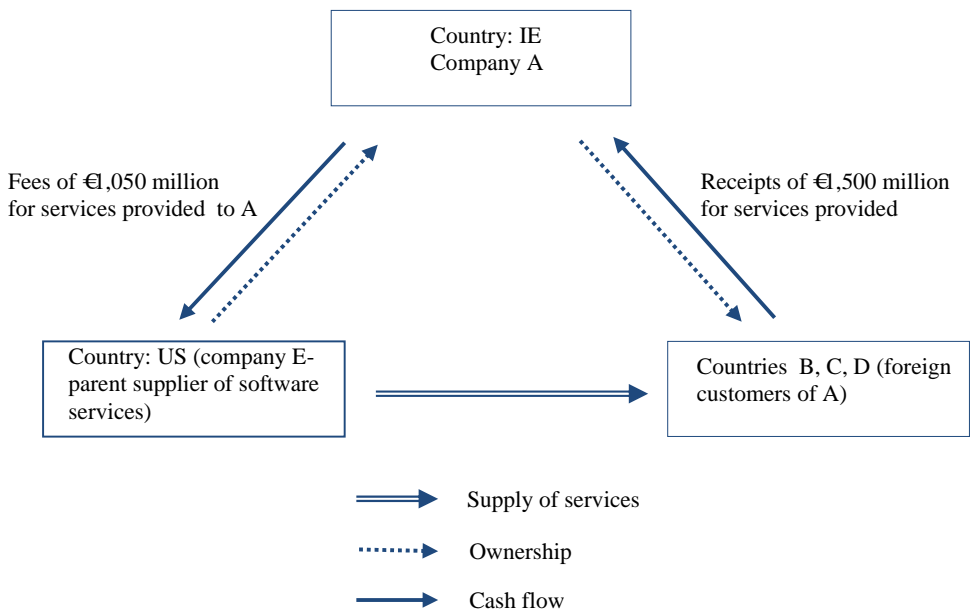 Country: IE
Company A
Fees of €1,050 million
for services provided to A
Receipts of €1,500 million
for services provided
Country: US (company E-
parent supplier of software
services)
Countries B, C, D (foreign
customers of A)
Supply of services
Ownership
Cash flow